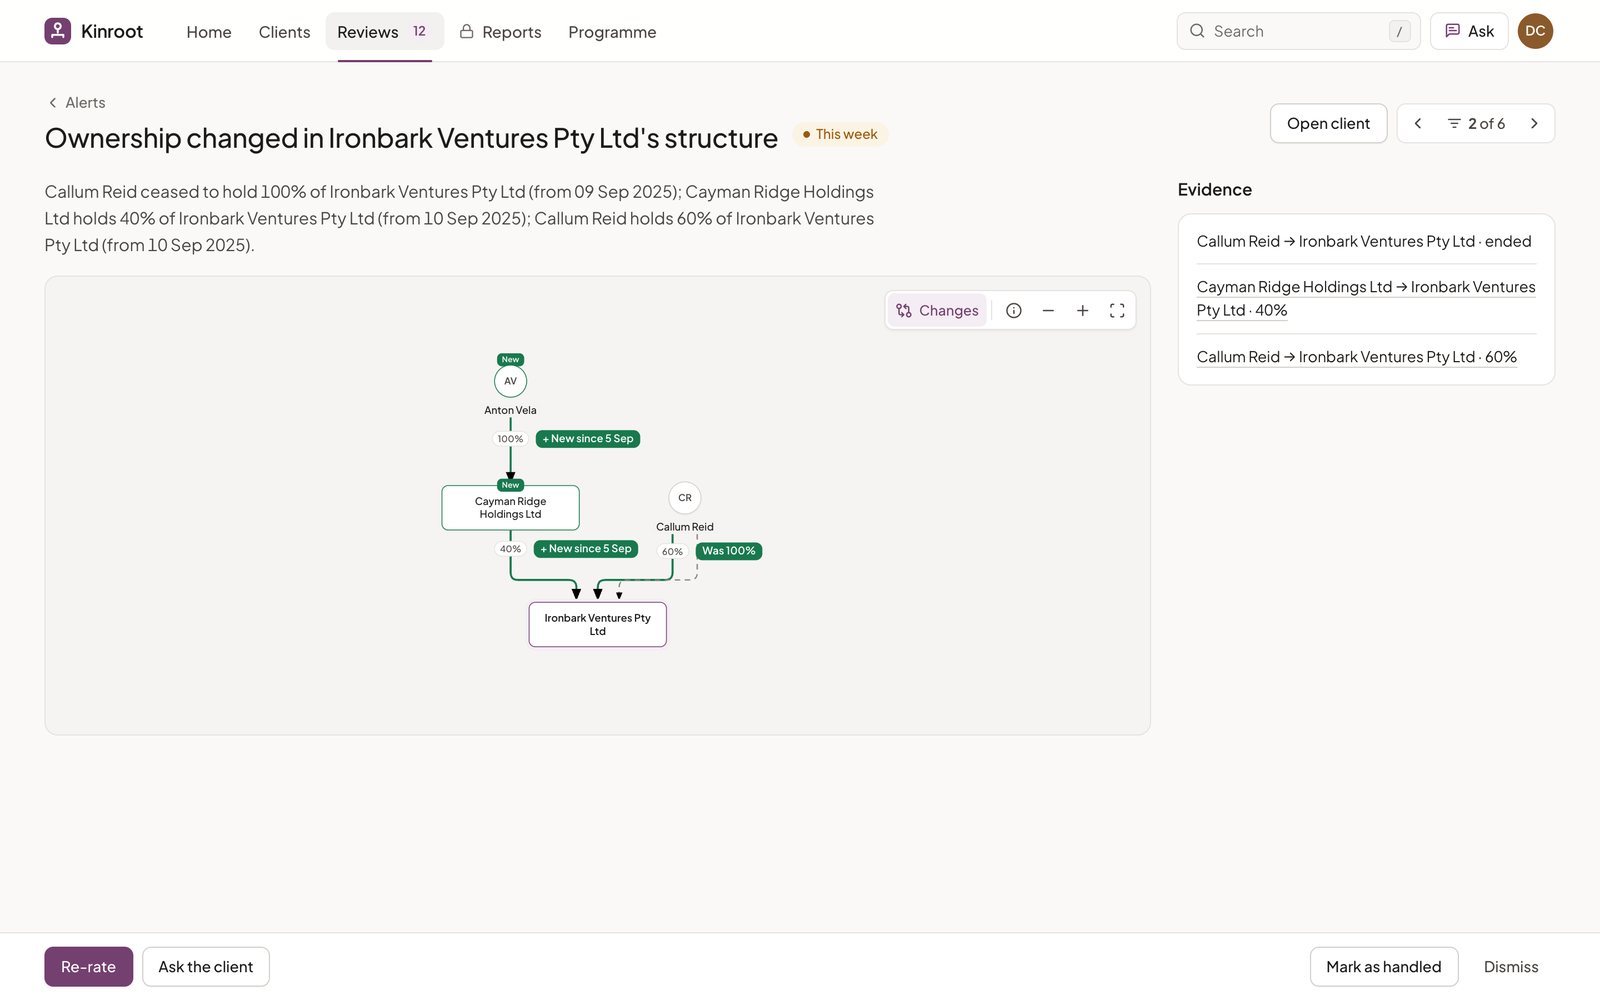 Kinroot
Home
Clients
Reviews 12
Reports
Programme
Search /
Ask
DC
Alerts
Ownership changed in Ironbark Ventures Pty Ltd's structure
This week
Open client
2 of 6
Callum Reid ceased to hold 100% of Ironbark Ventures Pty Ltd (from 09 Sep 2025); Cayman Ridge Holdings
Ltd holds 40% of Ironbark Ventures Pty Ltd (from 10 Sep 2025); Callum Reid holds 60% of Ironbark Ventures
Pty Ltd (from 10 Sep 2025).
Evidence
Callum Reid → Ironbark Ventures Pty Ltd · ended
Cayman Ridge Holdings Ltd → Ironbark Ventures
Pty Ltd · 40%
Callum Reid → Ironbark Ventures Pty Ltd · 60%
Changes
New
AV
Anton Vela
100%
+ New since 5 Sep
New
Cayman Ridge
Holdings Ltd
CR
Callum Reid
40%
+ New since 5 Sep
60%
Was 100%
Ironbark Ventures Pty
Ltd
Re-rate
Ask the client
Mark as handled
Dismiss